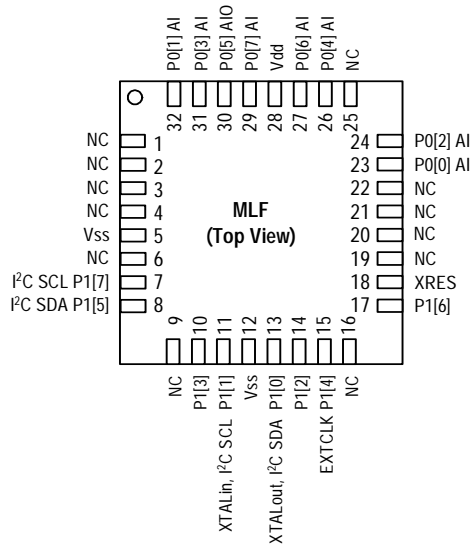 P0[1] AI
P0[3] AI
P0[5] AIO
P0[7] AI
Vdd
P0[6] AI
P0[4] AI
NC
32
31
30
29
28
27
26
25
NC 1
NC 2
NC 3
NC 4
Vss 5
NC 6
I²C SCL P1[7] 7
I²C SDA P1[5] 8
MLF
(Top View)
24 P0[2] AI
23 P0[0] AI
22 NC
21 NC
20 NC
19 NC
18 XRES
17 P1[6]
9
10
11
12
13
14
15
16
NC
P1[3]
XTALin, I²C SCL P1[1]
Vss
XTALout, I²C SDA P1[0]
P1[2]
EXTCLK P1[4]
NC